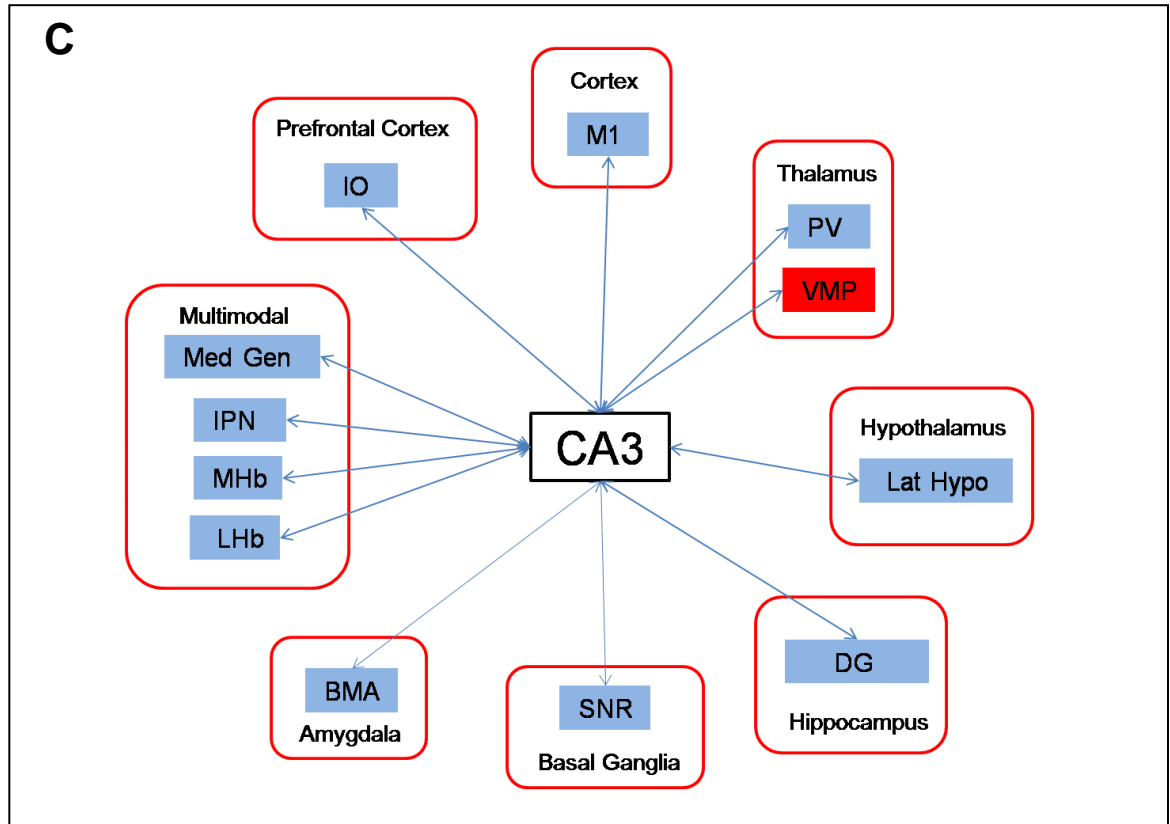 C
Cortex
M1
Prefrontal Cortex
IO
Thalamus
PV
VMP
Multimodal
Med Gen
IPN
MHb
LHb
CA3
Hypothalamus
Lat Hypo
BMA
Amygdala
SNR
Basal Ganglia
DG
Hippocampus